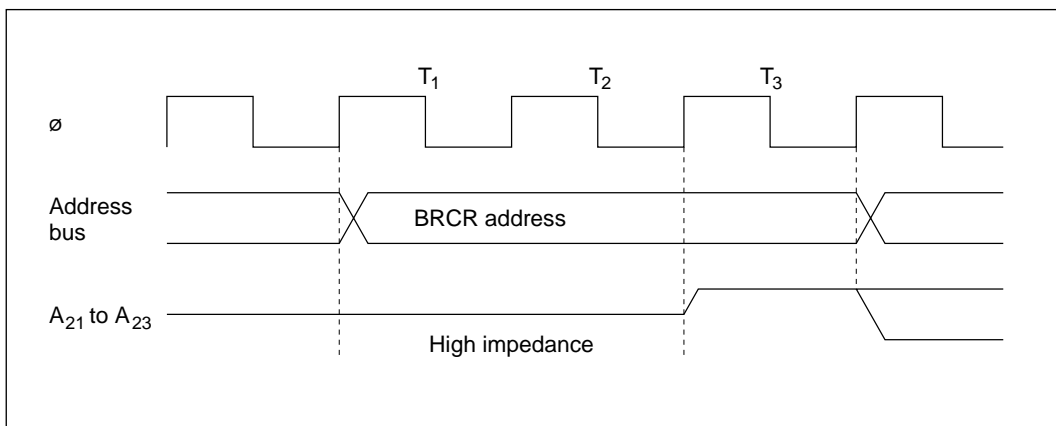 T1 T2 T3
ø
Address
bus
BRCR address
A21 to A23
High impedance